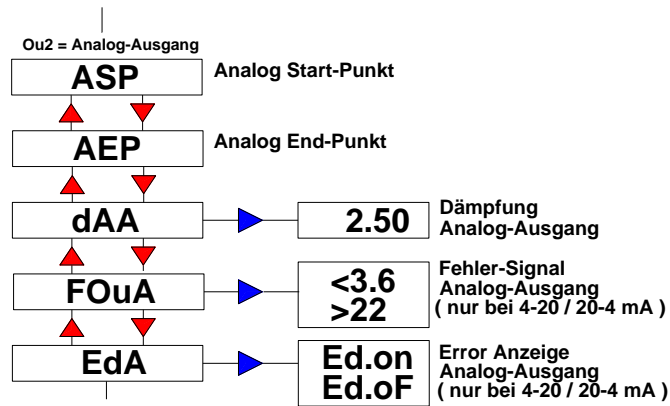 Ou2 = Analog-Ausgang
ASP
Analog Start-Punkt
AEP
Analog End-Punkt
dAA
2.50
Dämpfung
Analog-Ausgang
FOuA
<3.6
>22
Fehler-Signal
Analog-Ausgang
( nur bei 4-20 / 20-4 mA )
EdA
Ed.on
Ed.oF
Error Anzeige
Analog-Ausgang
( nur bei 4-20 / 20-4 mA )